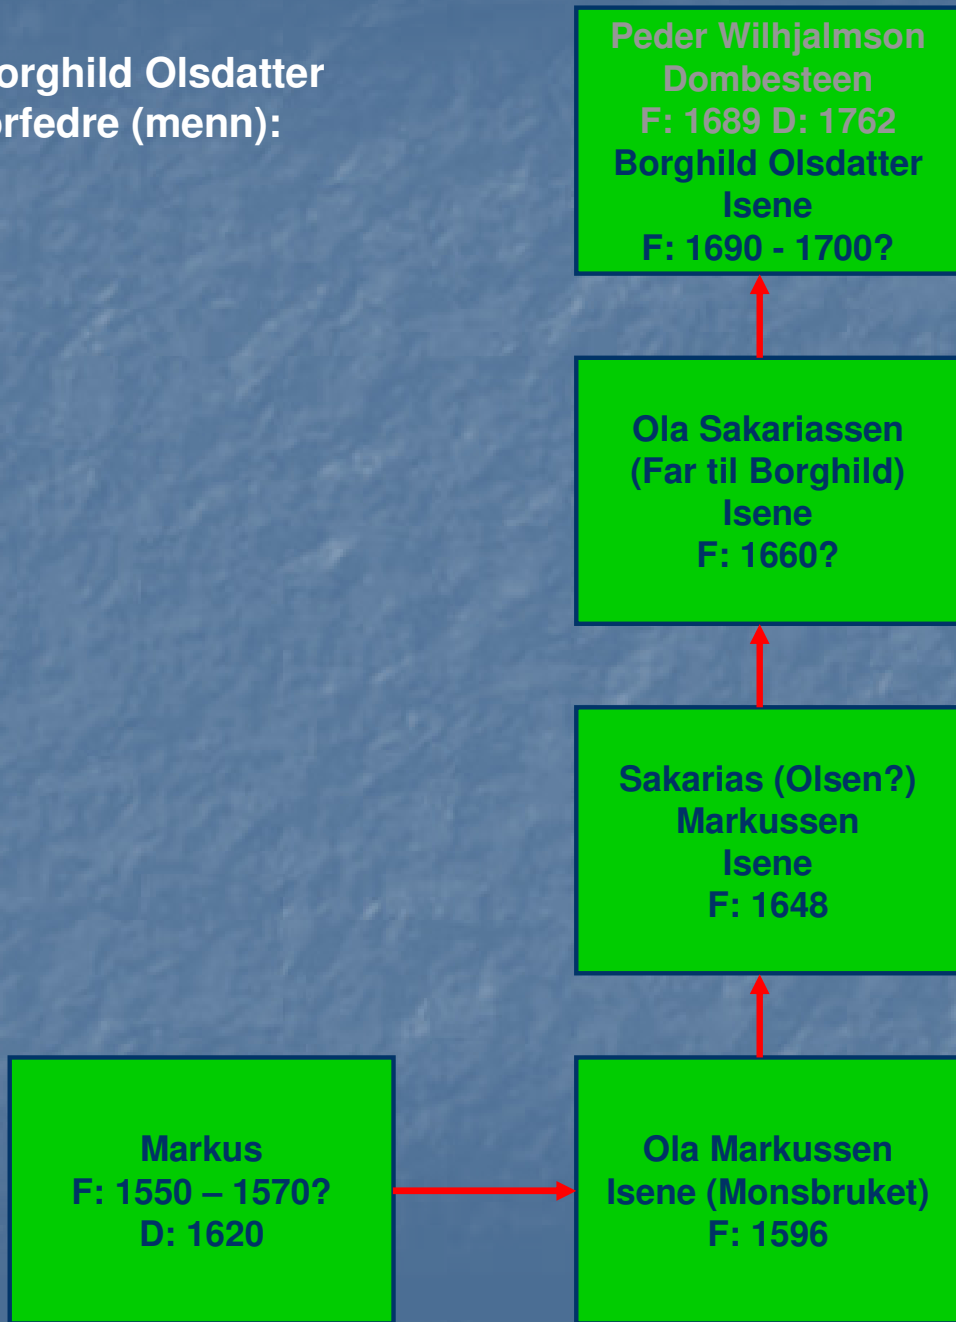 orghild Olsdatter
orfedre (menn):
Peder Wilhjalmson
Dombesteen
F: 1689 D: 1762
Borghild Olsdatter
Isene
F: 1690 - 1700?
Ola Sakariassen
(Far til Borghild)
Isene
F: 1660?
Sakarias (Olsen?)
Markussen
Isene
F: 1648
Markus
F: 1550 – 1570?
D: 1620
Ola Markussen
Isene (Monsbruket)
F: 1596